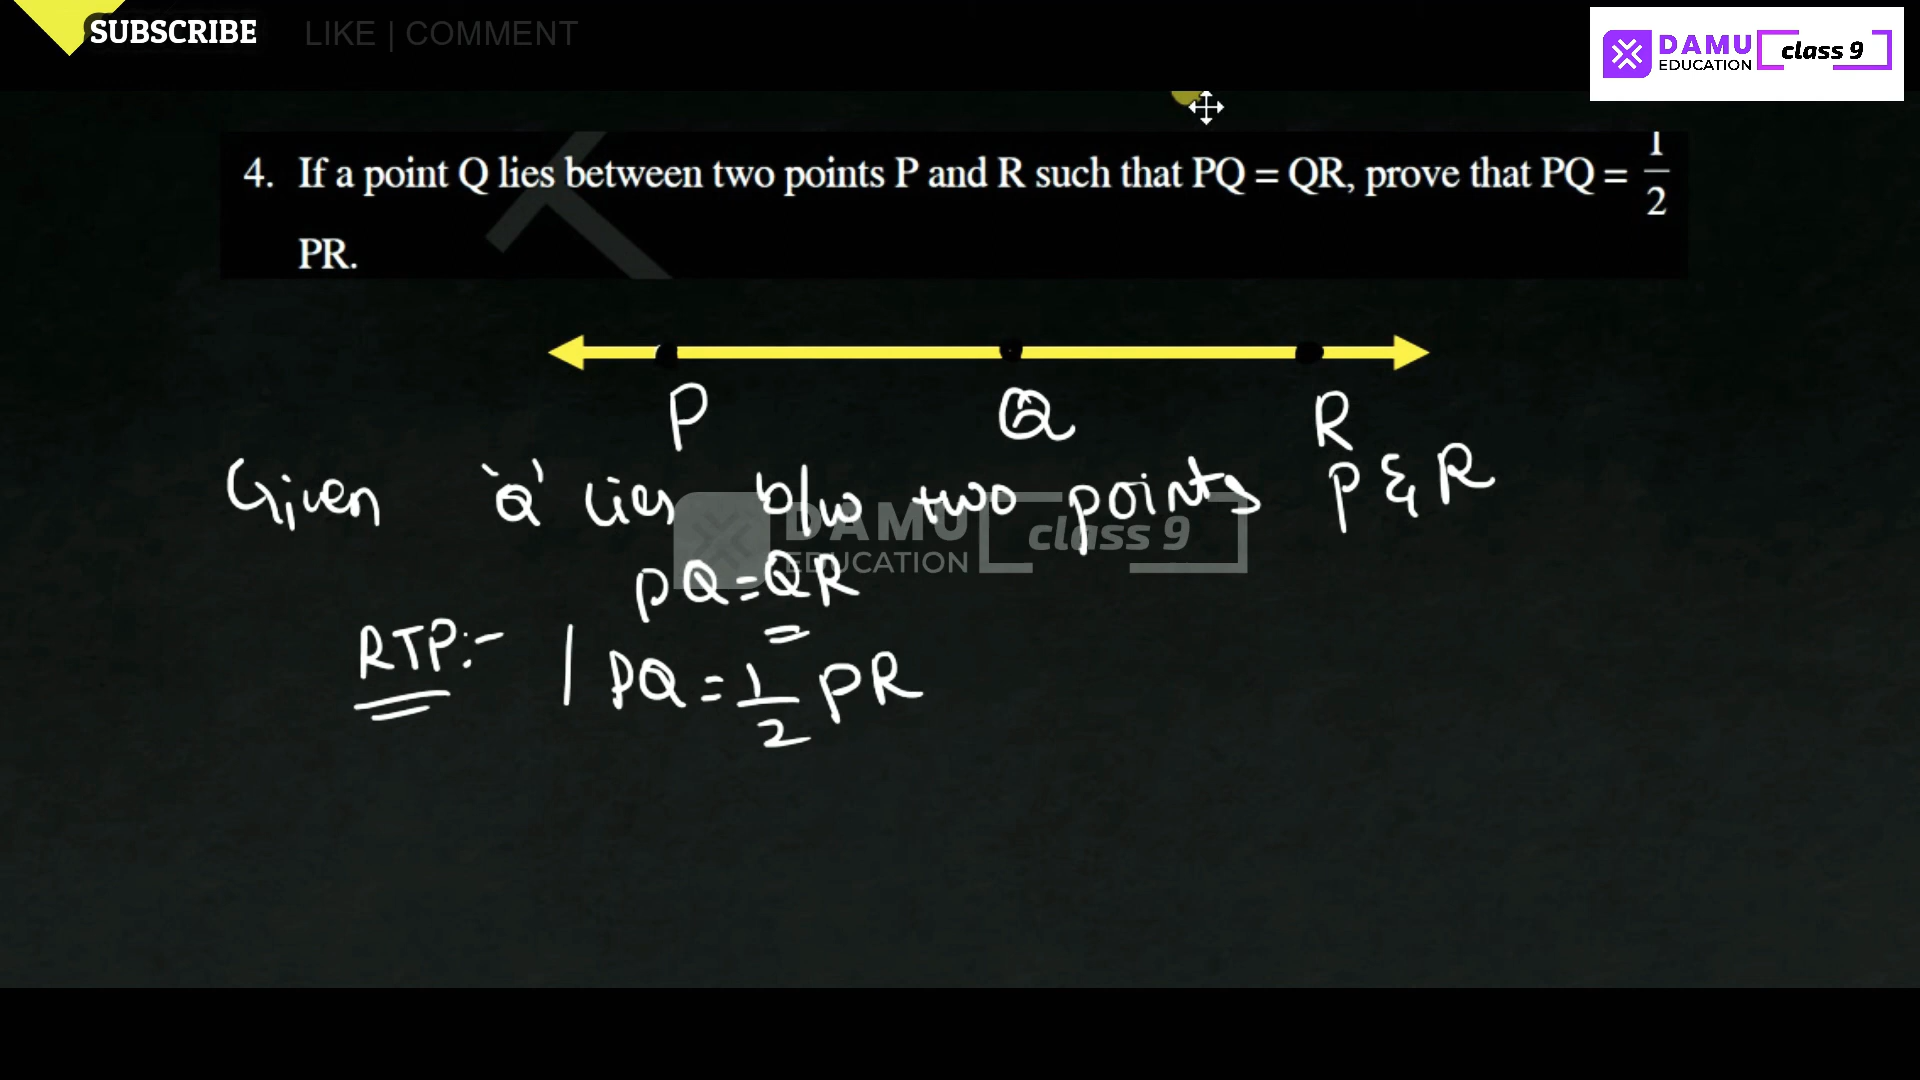 SUBSCRIBE LIKE | COMMENT
DAMU EDUCATION class 9
4. If a point Q lies between two points P and R such that PQ = QR, prove that PQ = 1/2
PR.
P Q R
Given 'Q' lies b/w two points P & R
DAMU EDUCATION class 9
PQ = QR
RTP:- | PQ = 1/2 PR